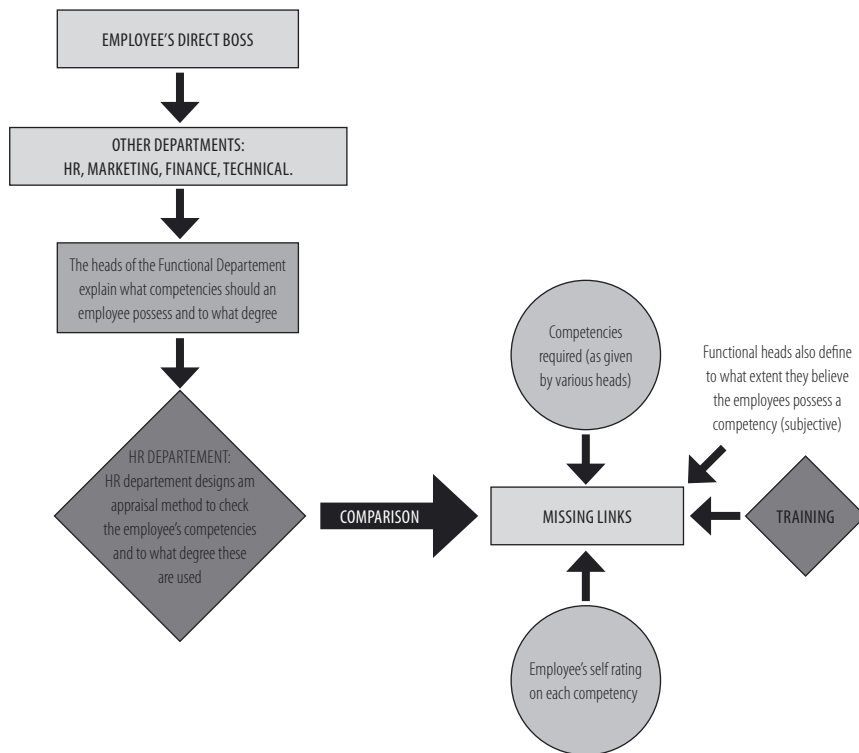 EMPLOYEE'S DIRECT BOSS
OTHER DEPARTMENTS:
HR, MARKETING, FINANCE, TECHNICAL.
The heads of the Functional Departement
explain what competencies should an
employee possess and to what degree
HR DEPARTEMENT:
HR departement designs am
appraisal method to check
the employee's competencies
and to what degree these
are used
COMPARISON
Competencies
required (as given
by various heads)
Functional heads also define
to what extent they believe
the employees possess a
competency (subjective)
MISSING LINKS
TRAINING
Employee's self rating
on each competency